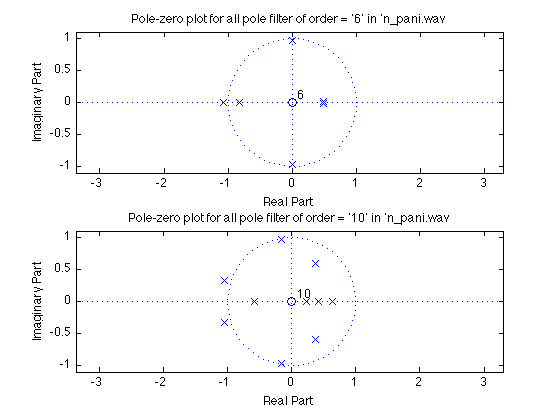 Pole-zero plot for all pole filter of order = '6' in 'n_pani.wav
1
0.5
0
-0.5
-1
Imaginary Part
6
-3 -2 -1 0 1 2 3
Real Part
Pole-zero plot for all pole filter of order = '10' in 'n_pani.wav
1
0.5
0
-0.5
-1
Imaginary Part
10
-3 -2 -1 0 1 2 3
Real Part